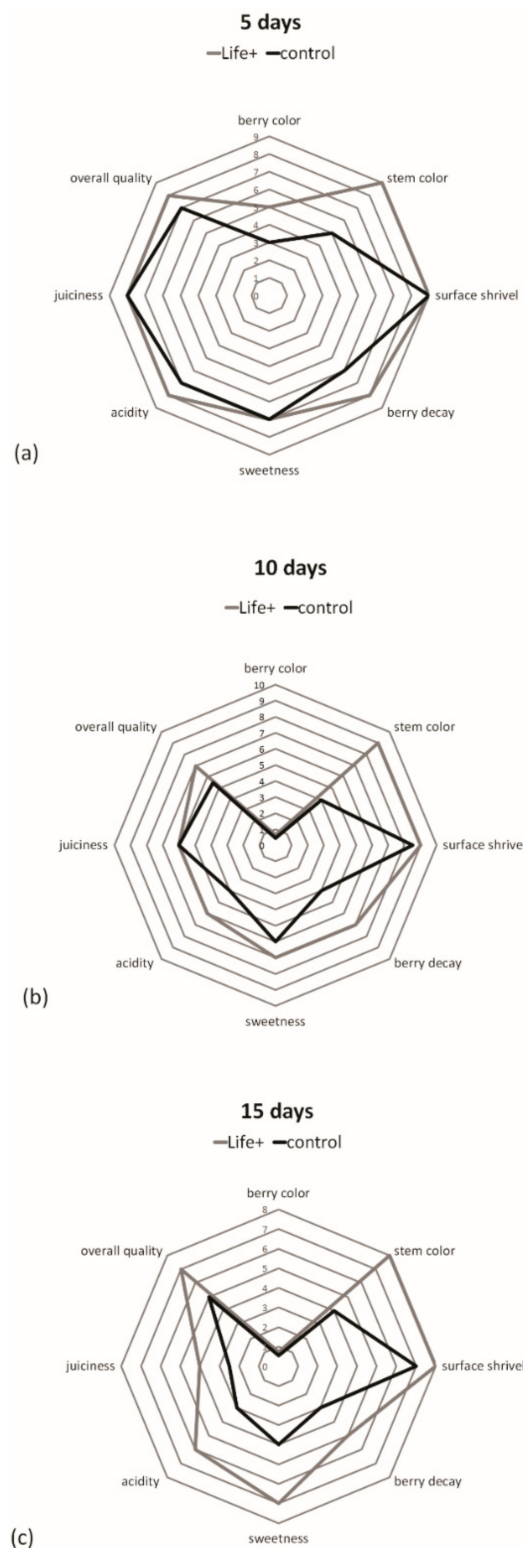 5 days
Life+ control
berry color
9
overall quality
stem color
8
7
6
5
4
3
2
1
juiciness
0
surface shrivel
acidity
berry decay
sweetness
(a)
10 days
Life+ control
berry color
10
overall quality
stem color
9
8
7
6
5
4
3
2
1
juiciness
0
surface shrivel
acidity
berry decay
sweetness
(b)
15 days
Life+ control
berry color
8
overall quality
stem color
7
6
5
4
3
2
1
juiciness
0
surface shrivel
acidity
berry decay
sweetness
(c)